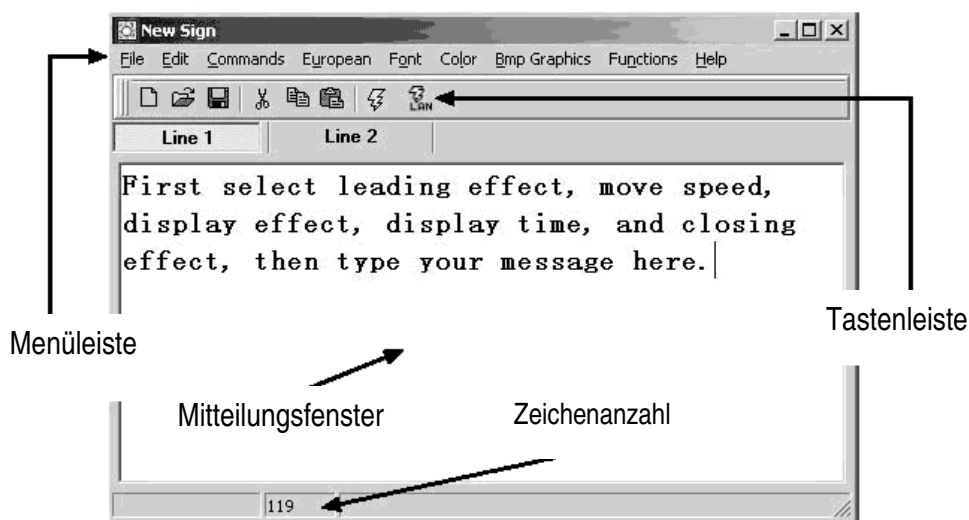 New Sign
File Edit Commands European Font Color Bmp Graphics Functions Help
LAN
Line 1 Line 2
First select leading effect, move speed,
display effect, display time, and closing
effect, then type your message here.
Tastenleiste
Menüleiste
Mitteilungsfenster Zeichenanzahl
119